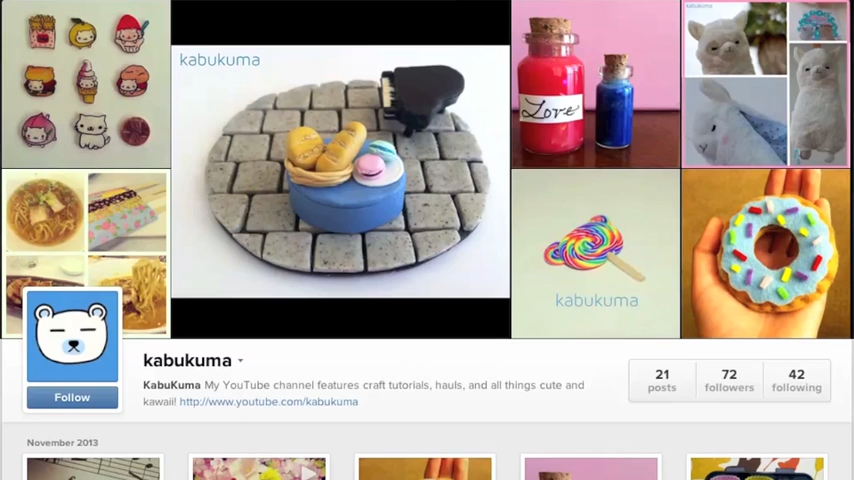 kabukuma
kabukuma
Love
kabukuma
kabukuma
KabuKuma My YouTube channel features craft tutorials, hauls, and all things cute and
kawaii! http://www.youtube.com/kabukuma
Follow
21
posts
72
followers
42
following
November 2013